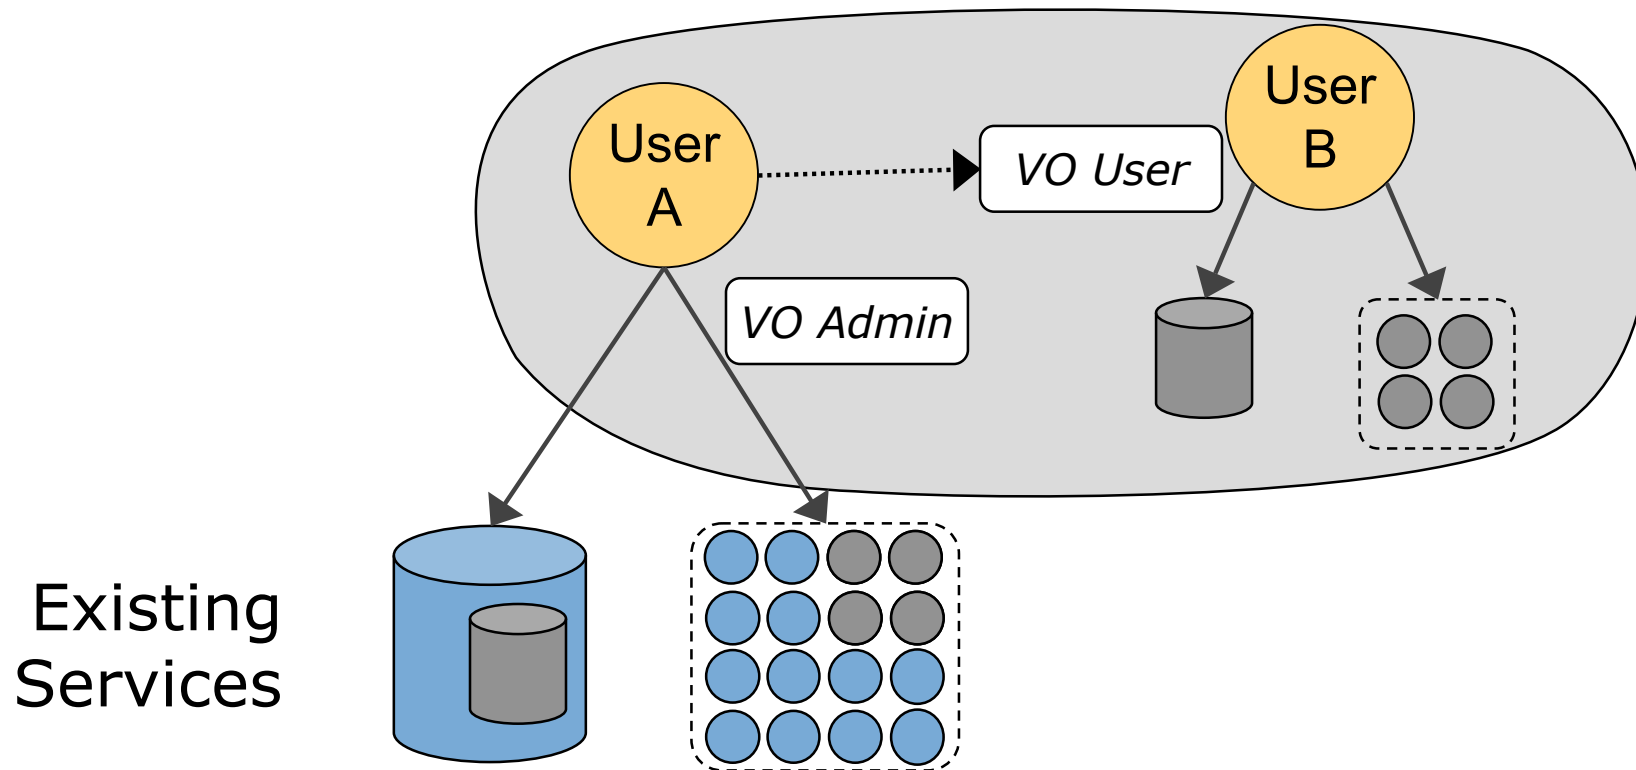 User
A
VO User
User
B
VO Admin
Existing
Services